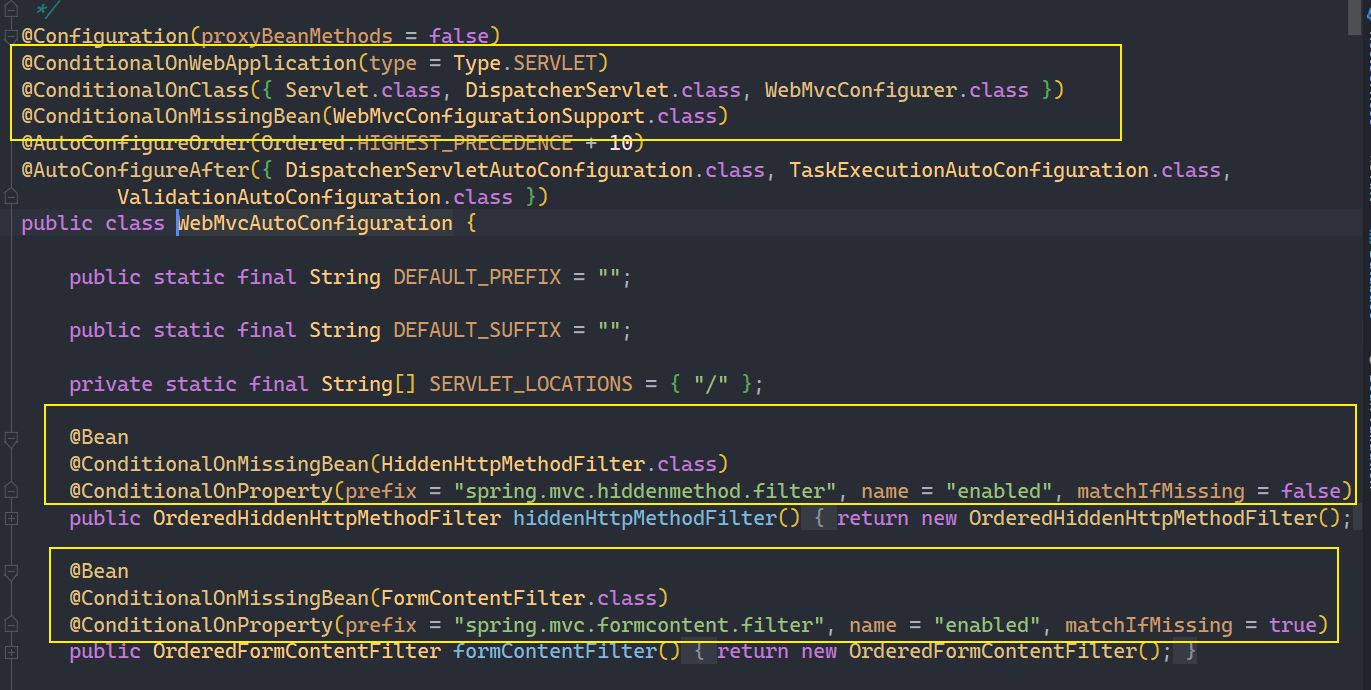 */
@Configuration(proxyBeanMethods = false)
@ConditionalOnWebApplication(type = Type.SERVLET)
@ConditionalOnClass({ Servlet.class, DispatcherServlet.class, WebMvcConfigurer.class })
@ConditionalOnMissingBean(WebMvcConfigurationSupport.class)
@AutoConfigureOrder(Ordered.HIGHEST_PRECEDENCE + 10)
@AutoConfigureAfter({ DispatcherServletAutoConfiguration.class, TaskExecutionAutoConfiguration.class,
ValidationAutoConfiguration.class })
public class WebMvcAutoConfiguration {
public static final String DEFAULT_PREFIX = "";
public static final String DEFAULT_SUFFIX = "";
private static final String[] SERVLET_LOCATIONS = { "/" };
@Bean
@ConditionalOnMissingBean(HiddenHttpMethodFilter.class)
@ConditionalOnProperty(prefix = "spring.mvc.hiddenmethod.filter", name = "enabled", matchIfMissing = false)
public OrderedHiddenHttpMethodFilter hiddenHttpMethodFilter() { return new OrderedHiddenHttpMethodFilter();
@Bean
@ConditionalOnMissingBean(FormContentFilter.class)
@ConditionalOnProperty(prefix = "spring.mvc.formcontent.filter", name = "enabled", matchIfMissing = true)
public OrderedFormContentFilter formContentFilter() { return new OrderedFormContentFilter(); }